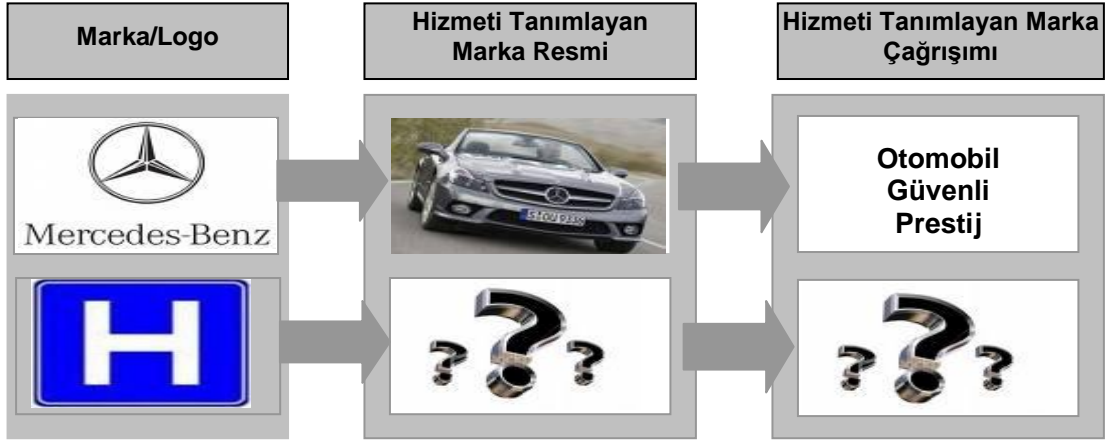 Marka/Logo
Hizmeti Tanımlayan
Marka Resmi
Hizmeti Tanımlayan Marka
Çağrışımı
Mercedes-Benz
Otomobil
Güvenli
Prestij
H